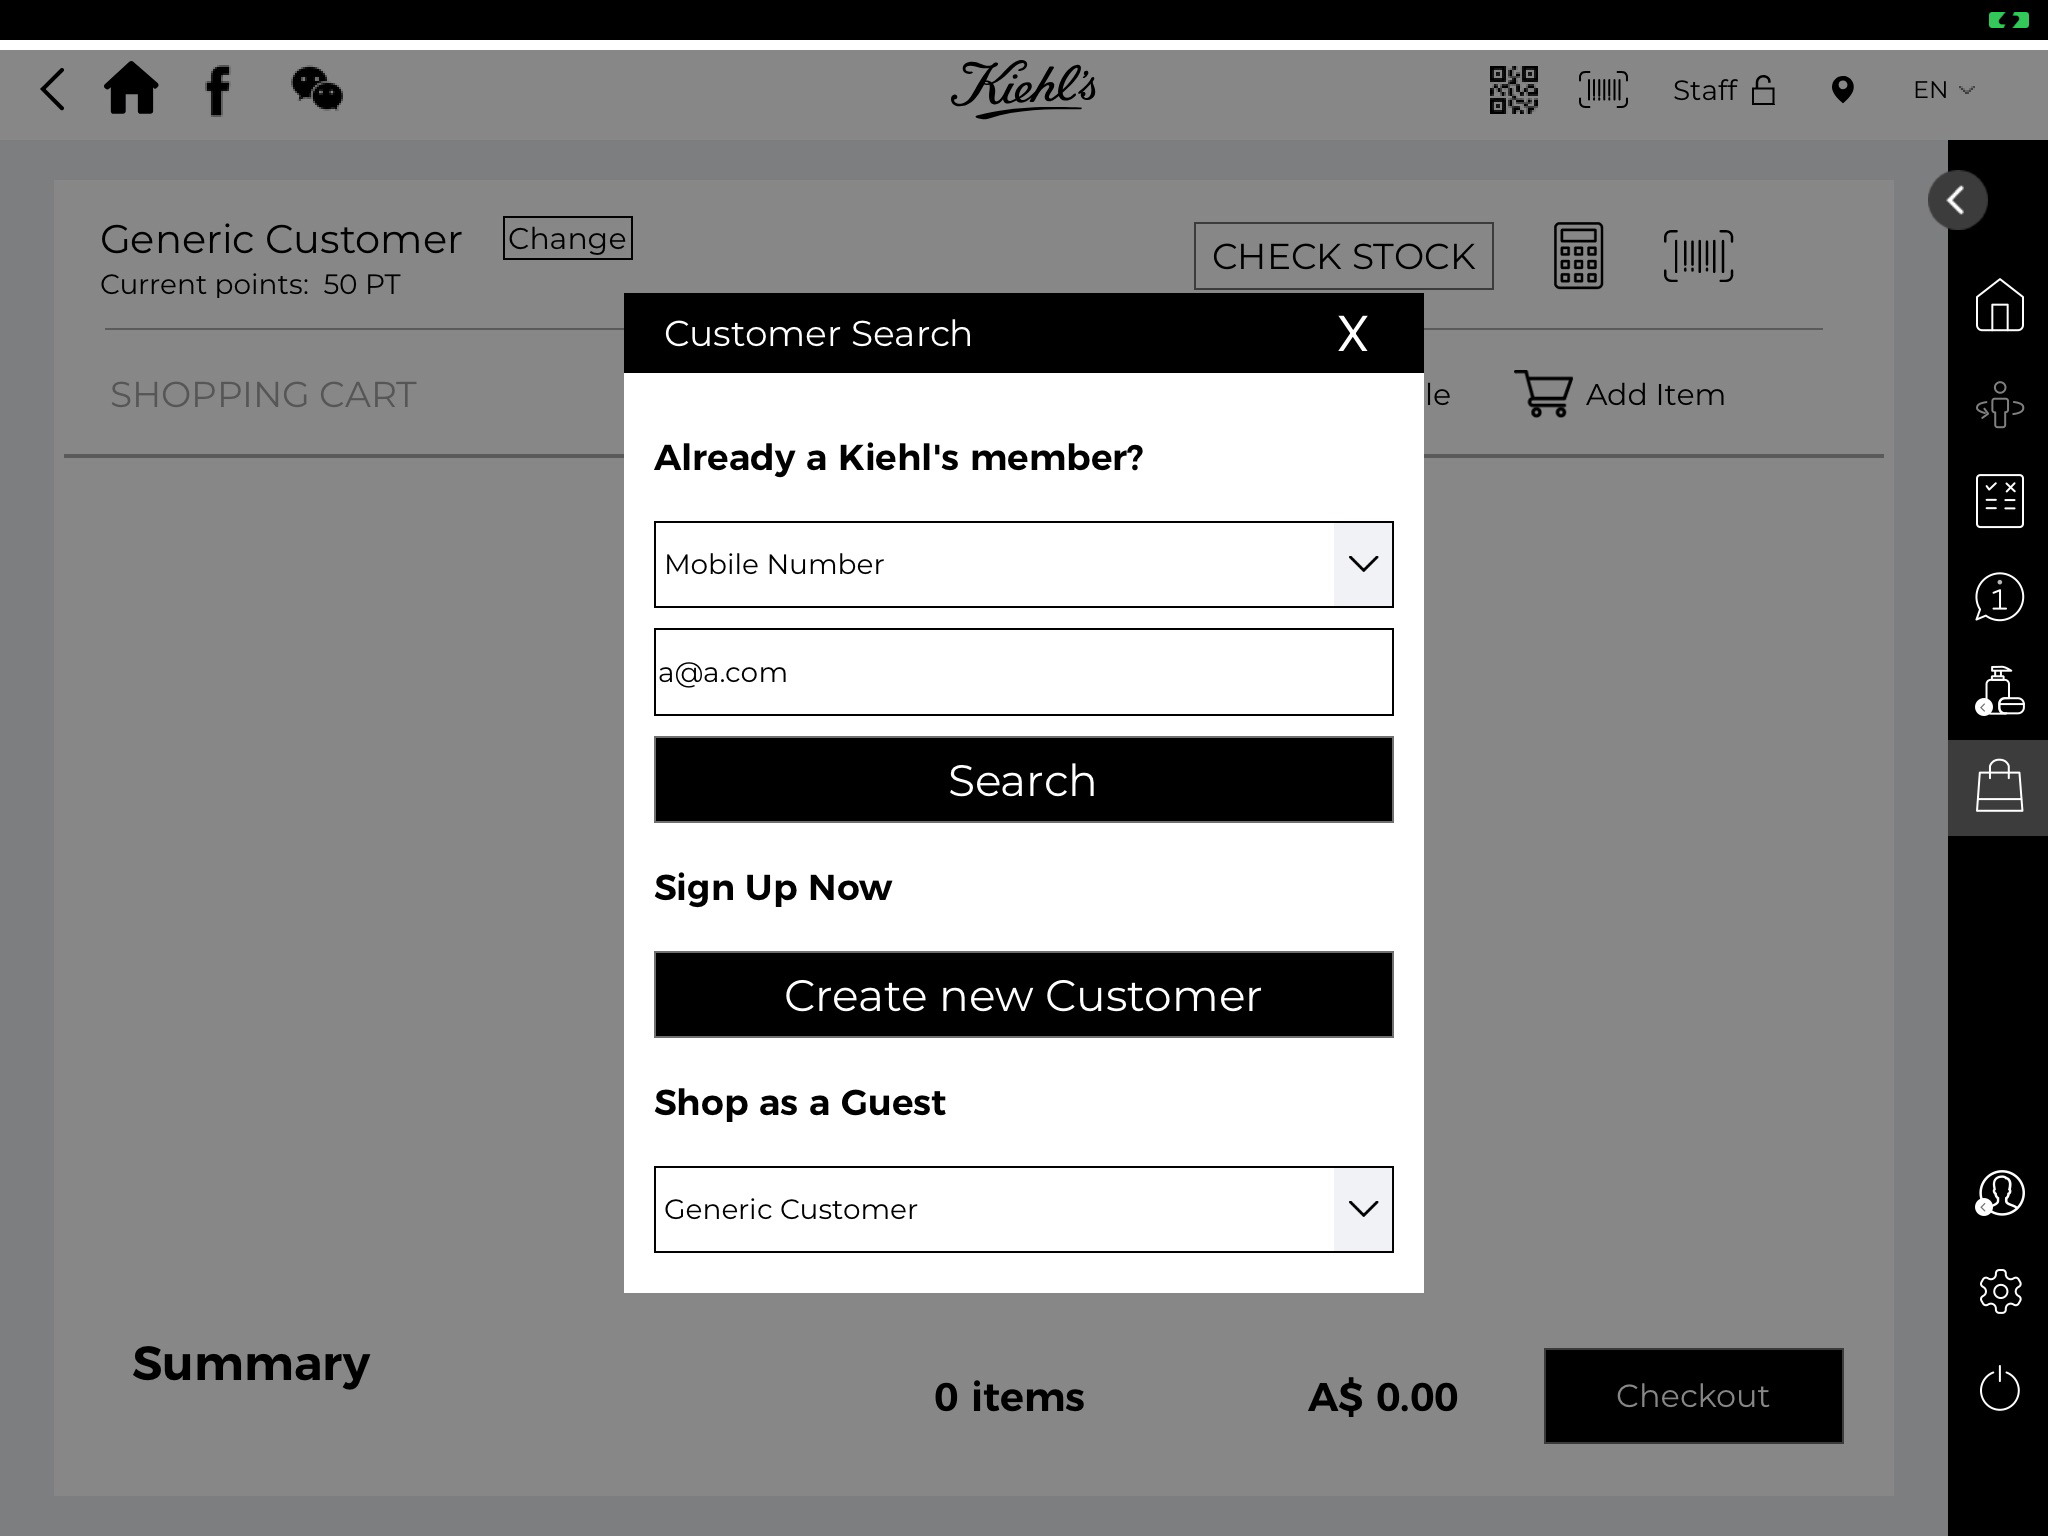 Kiehl's
Staff
EN
Generic Customer
Change
Current points: 50 PT
CHECK STOCK
Customer Search
X
SHOPPING CART
le
Add Item
Already a Kiehl's member?
Mobile Number
a@a.com
Search
Sign Up Now
Create new Customer
Shop as a Guest
Generic Customer
Summary
0 items
A$ 0.00
Checkout